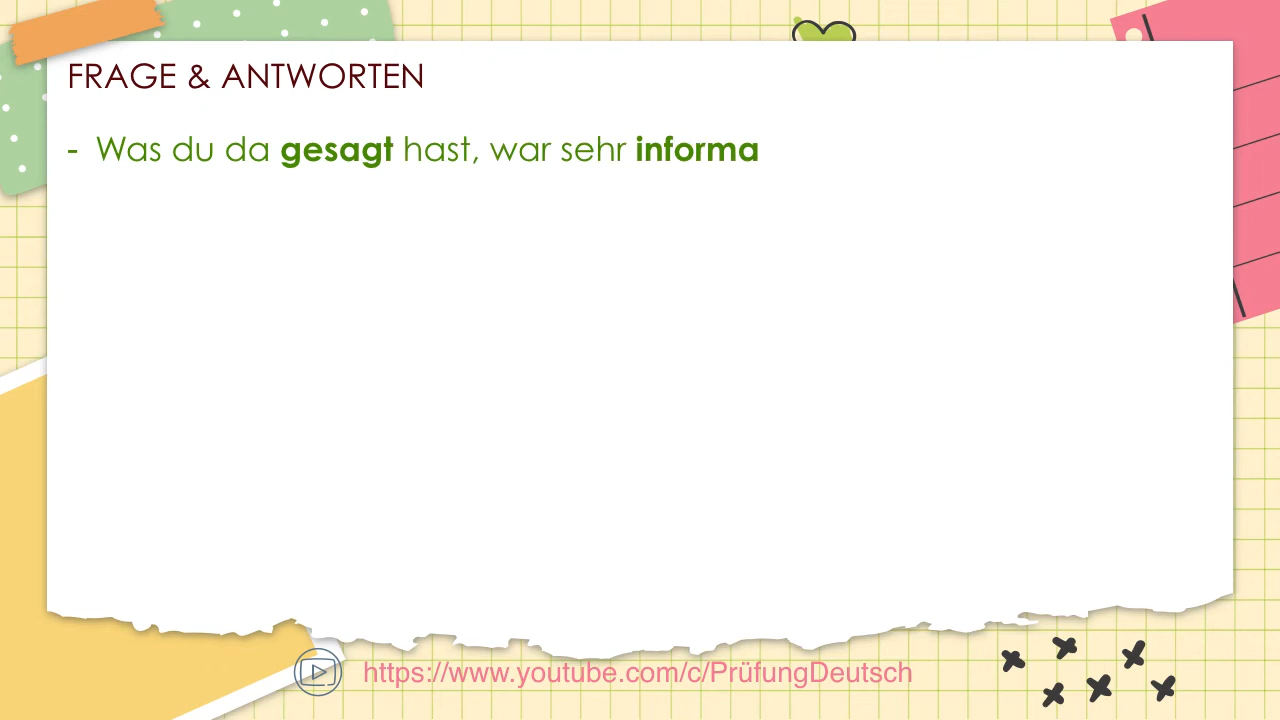 FRAGE & ANTWORTEN
- Was du da gesagt hast, war sehr informa
https://www.youtube.com/c/PrüfungDeutsch